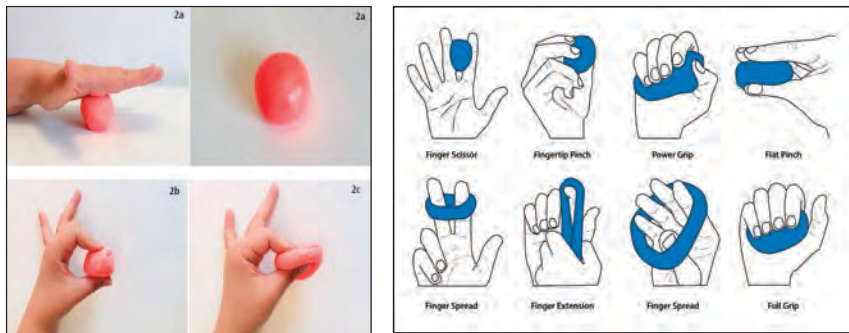 2a
2a
2b
2c
Finger Scissor
Fingertip Pinch
Power Grip
Flat Pinch
Finger Spread
Finger Extension
Finger Spread
Full Grip